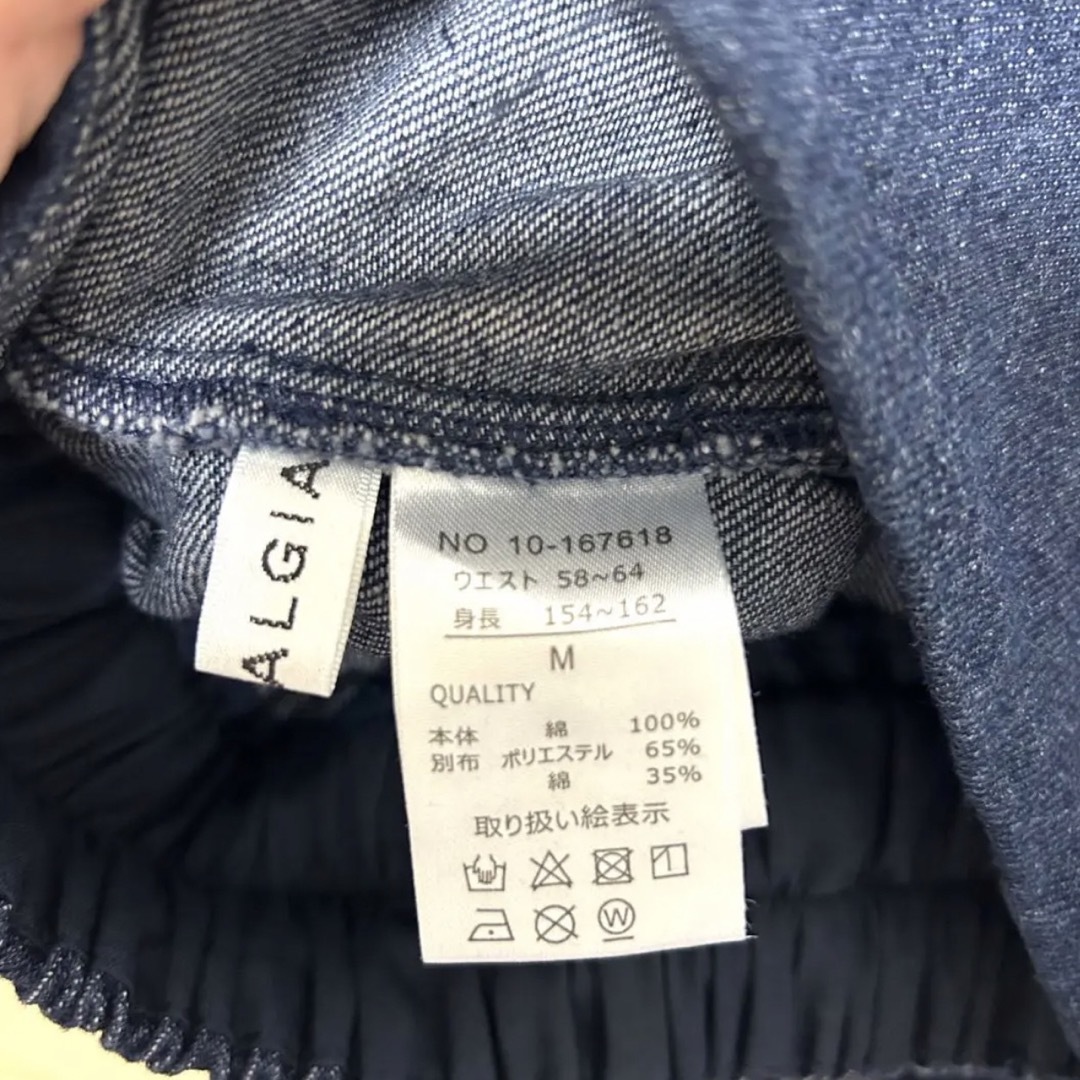 ALGIA
NO 10-167618
ウエスト 58~64
身長 154~162
M
QUALITY
本体 綿 100%
別布 ポリエステル 65%
綿 35%
取り扱い絵表示
W